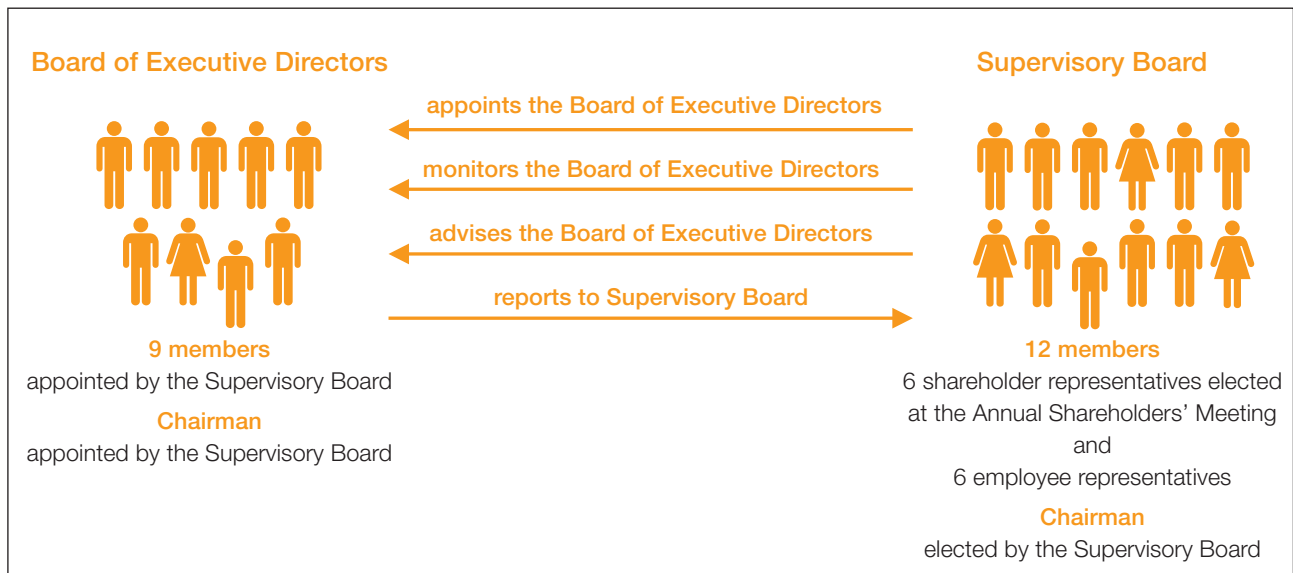 Board of Executive Directors
Supervisory Board
appoints the Board of Executive Directors
monitors the Board of Executive Directors
advises the Board of Executive Directors
reports to Supervisory Board
9 members
appointed by the Supervisory Board
Chairman
appointed by the Supervisory Board
12 members
6 shareholder representatives elected
at the Annual Shareholders’ Meeting
and
6 employee representatives
Chairman
elected by the Supervisory Board